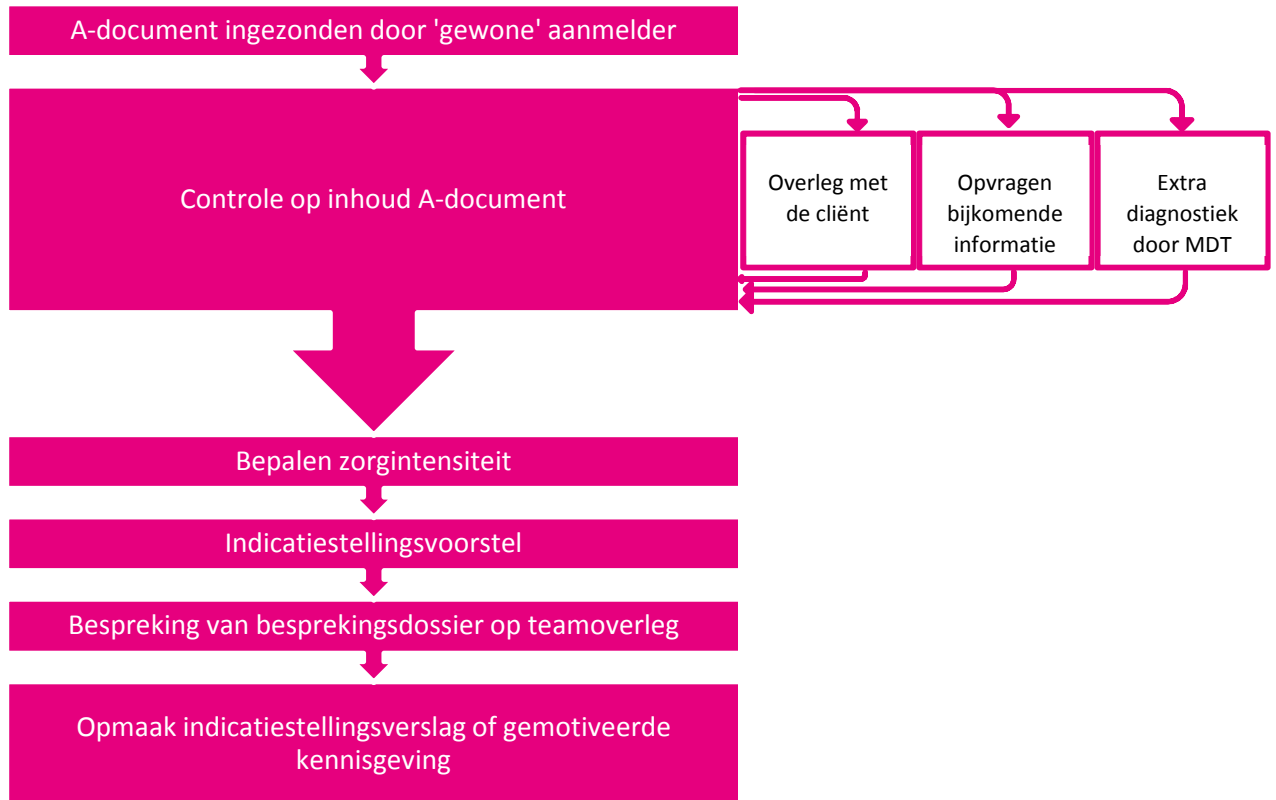 A-document ingezonden door 'gewone' aanmelder
Controle op inhoud A-document
Overleg met
de cliënt
Opvragen
bijkomende
informatie
Extra
diagnostiek
door MDT
Bepalen zorgintensiteit
Indicatiestellingsvoorstel
Bespreking van besprekingsdossier op teamoverleg
Opmaak indicatiestellingsverslag of gemotiveerde
kennisgeving